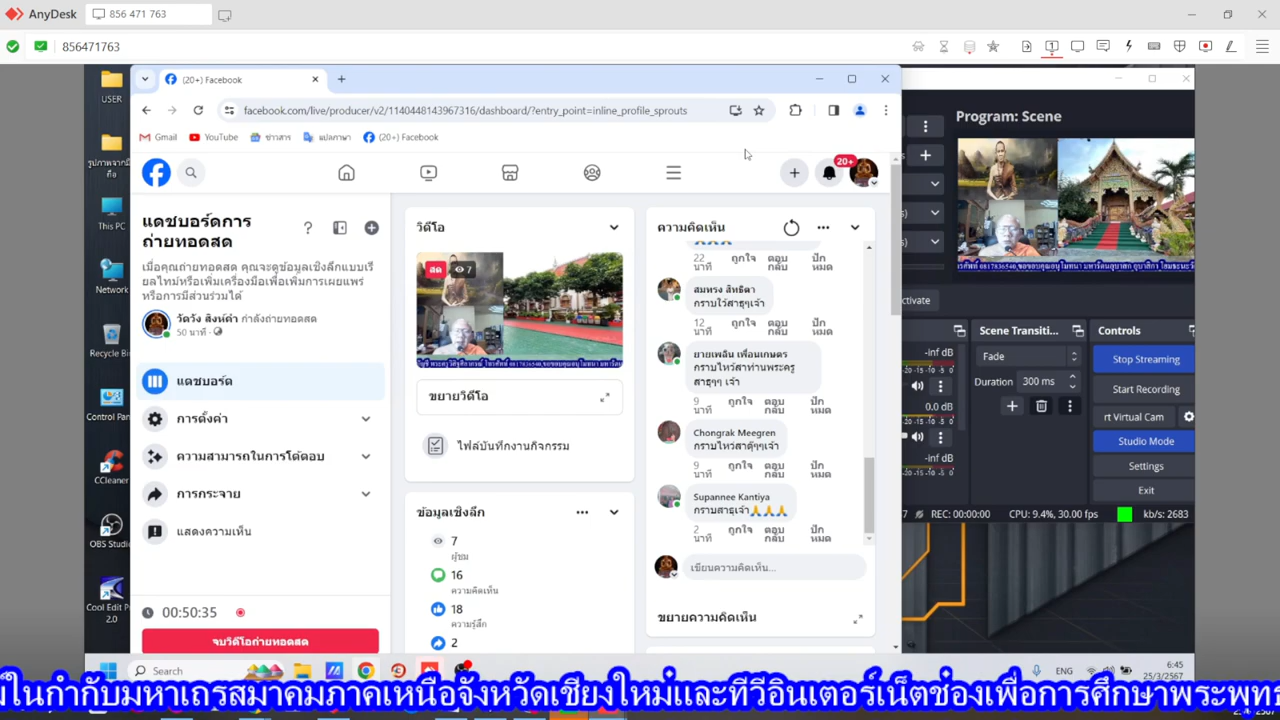 AnyDesk
856 471 763
856471763
USER
This PC
Network
Recycle Bi
Control Pan
CCleaner
OBS Studi
Cool Edit P
2.0
(20+) Facebook
facebook.com/live/producer/v2/1140448143967316/dashboard/?entry_point=inline_profile_sprouts
Gmail
YouTube
ข่าวสาร
แปลภาษา
(20+) Facebook
20+
แดชบอร์ดการ
ถ่ายทอดสด
เมื่อคุณถ่ายทอดสด คุณจะดูข้อมูลเชิงลึกแบบเรี
ยลไทม์หรือเพิ่มเครื่องมือเพื่อเพิ่มการเผยแพร่
หรือการมีส่วนร่วมได้
วัดวัง สิงห์คำ กำลังถ่ายทอดสด
50 นาที
แดชบอร์ด
การตั้งค่า
ความสามารถในการโต้ตอบ
การกระจาย
แสดงความเห็น
00:50:35
จบวิดีโอถ่ายทอดสด
วิดีโอ
สด
7
ขยายวิดีโอ
ไฟล์บันทึกงานกิจกรรม
ข้อมูลเชิงลึก
7
ผู้ชม
16
ความคิดเห็น
18
ความรู้สึก
2
ความคิดเห็น
22
นาที
ถูกใจ
ตอบ
กลับ
ปัก
หมด
สมทรง สิทธิดา
กราบใว้สาธุๆเจ้า
12
นาที
ถูกใจ
ตอบ
กลับ
ปัก
หมด
ยายเพลิน เพื่อนเกษตร
กราบไหว้สาท่านพระครู
สาธุๆๆ เจ้า
9
นาที
ถูกใจ
ตอบ
กลับ
ปัก
หมด
Chongrak Meegren
กราบไหว่สาตุ๊ๆๆเจ้า
9
นาที
ถูกใจ
ตอบ
กลับ
ปัก
หมด
Supannee Kantiya
กราบสาธุเจ้า🙏🙏🙏
2
นาที
ถูกใจ
ตอบ
กลับ
ปัก
หมด
เขียนความคิดเห็น...
ขยายความคิดเห็น
Program: Scene
activate
Scene Transiti...
Controls
-inf dB
0.0 dB
-inf dB
Fade
Duration 300 ms
Stop Streaming
Start Recording
rt Virtual Cam
Studio Mode
Settings
Exit
REC: 00:00:00
CPU: 9.4%, 30.00 fps
kb/s: 2683
Search
ENG
6:45
25/3/2567
ม่ในกำกับมหาเถรสมาคมภาคเหนือจังหวัดเชียงใหม่และทีวีอินเตอร์เน็ตช่องเพื่อการศึกษาพระพุทธ